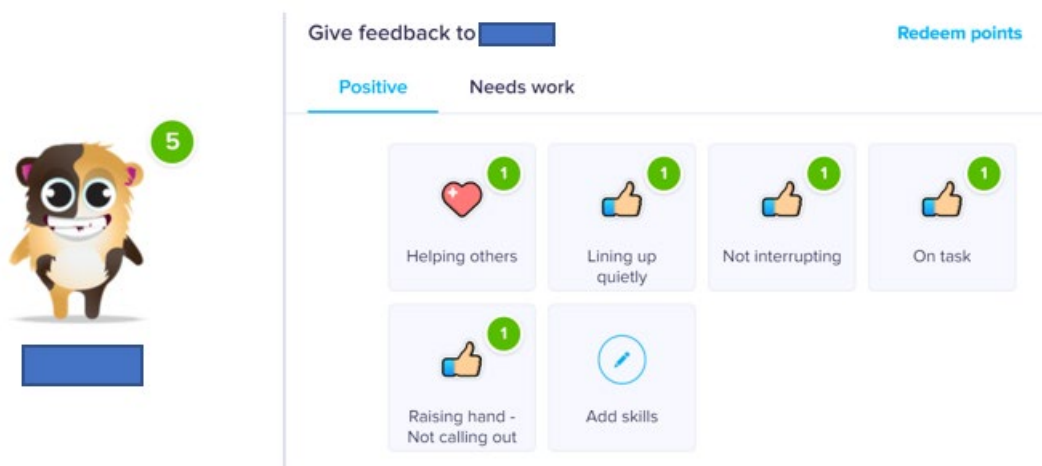 Give feedback to
Redeem points
Positive
Needs work
5
1
Helping others
1
Lining up
quietly
1
Not interrupting
1
On task
1
Raising hand -
Not calling out
Add skills